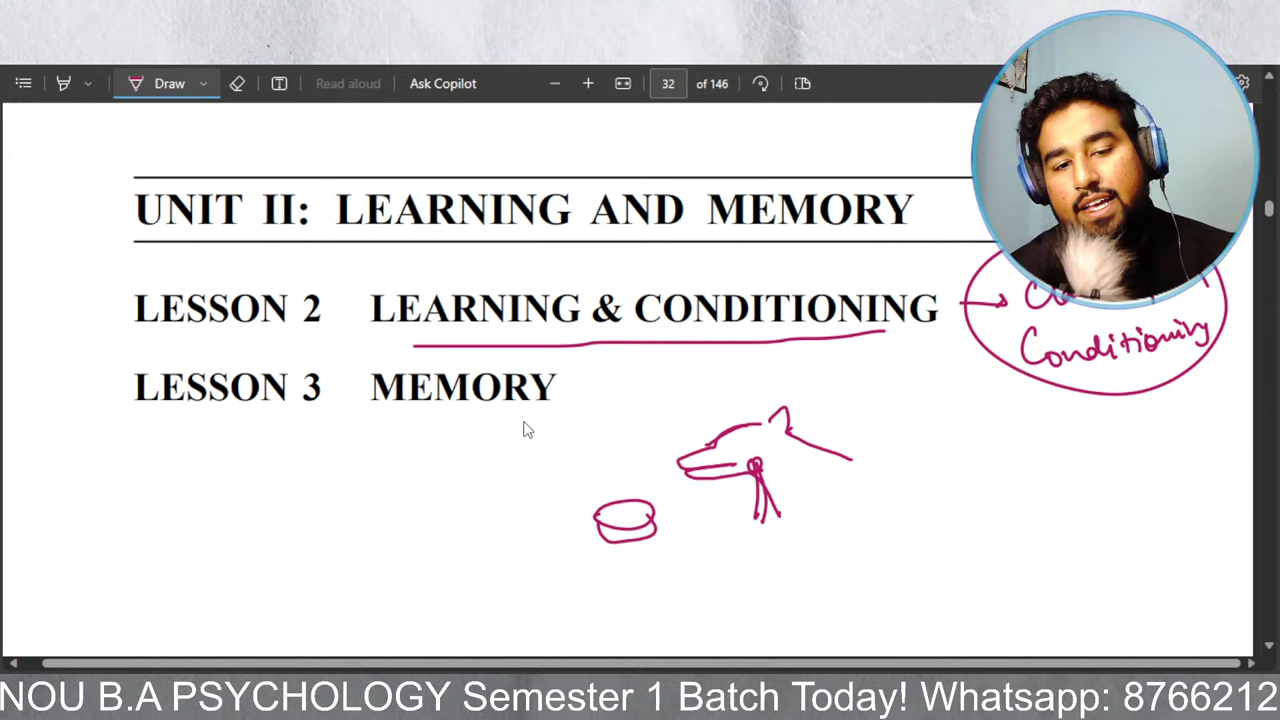 Draw
Read aloud
Ask Copilot
32 of 146
UNIT II: LEARNING AND MEMORY
LESSON 2 LEARNING & CONDITIONING
Conditioning
LESSON 3 MEMORY
NOU B.A PSYCHOLOGY Semester 1 Batch Today! Whatsapp: 8766212